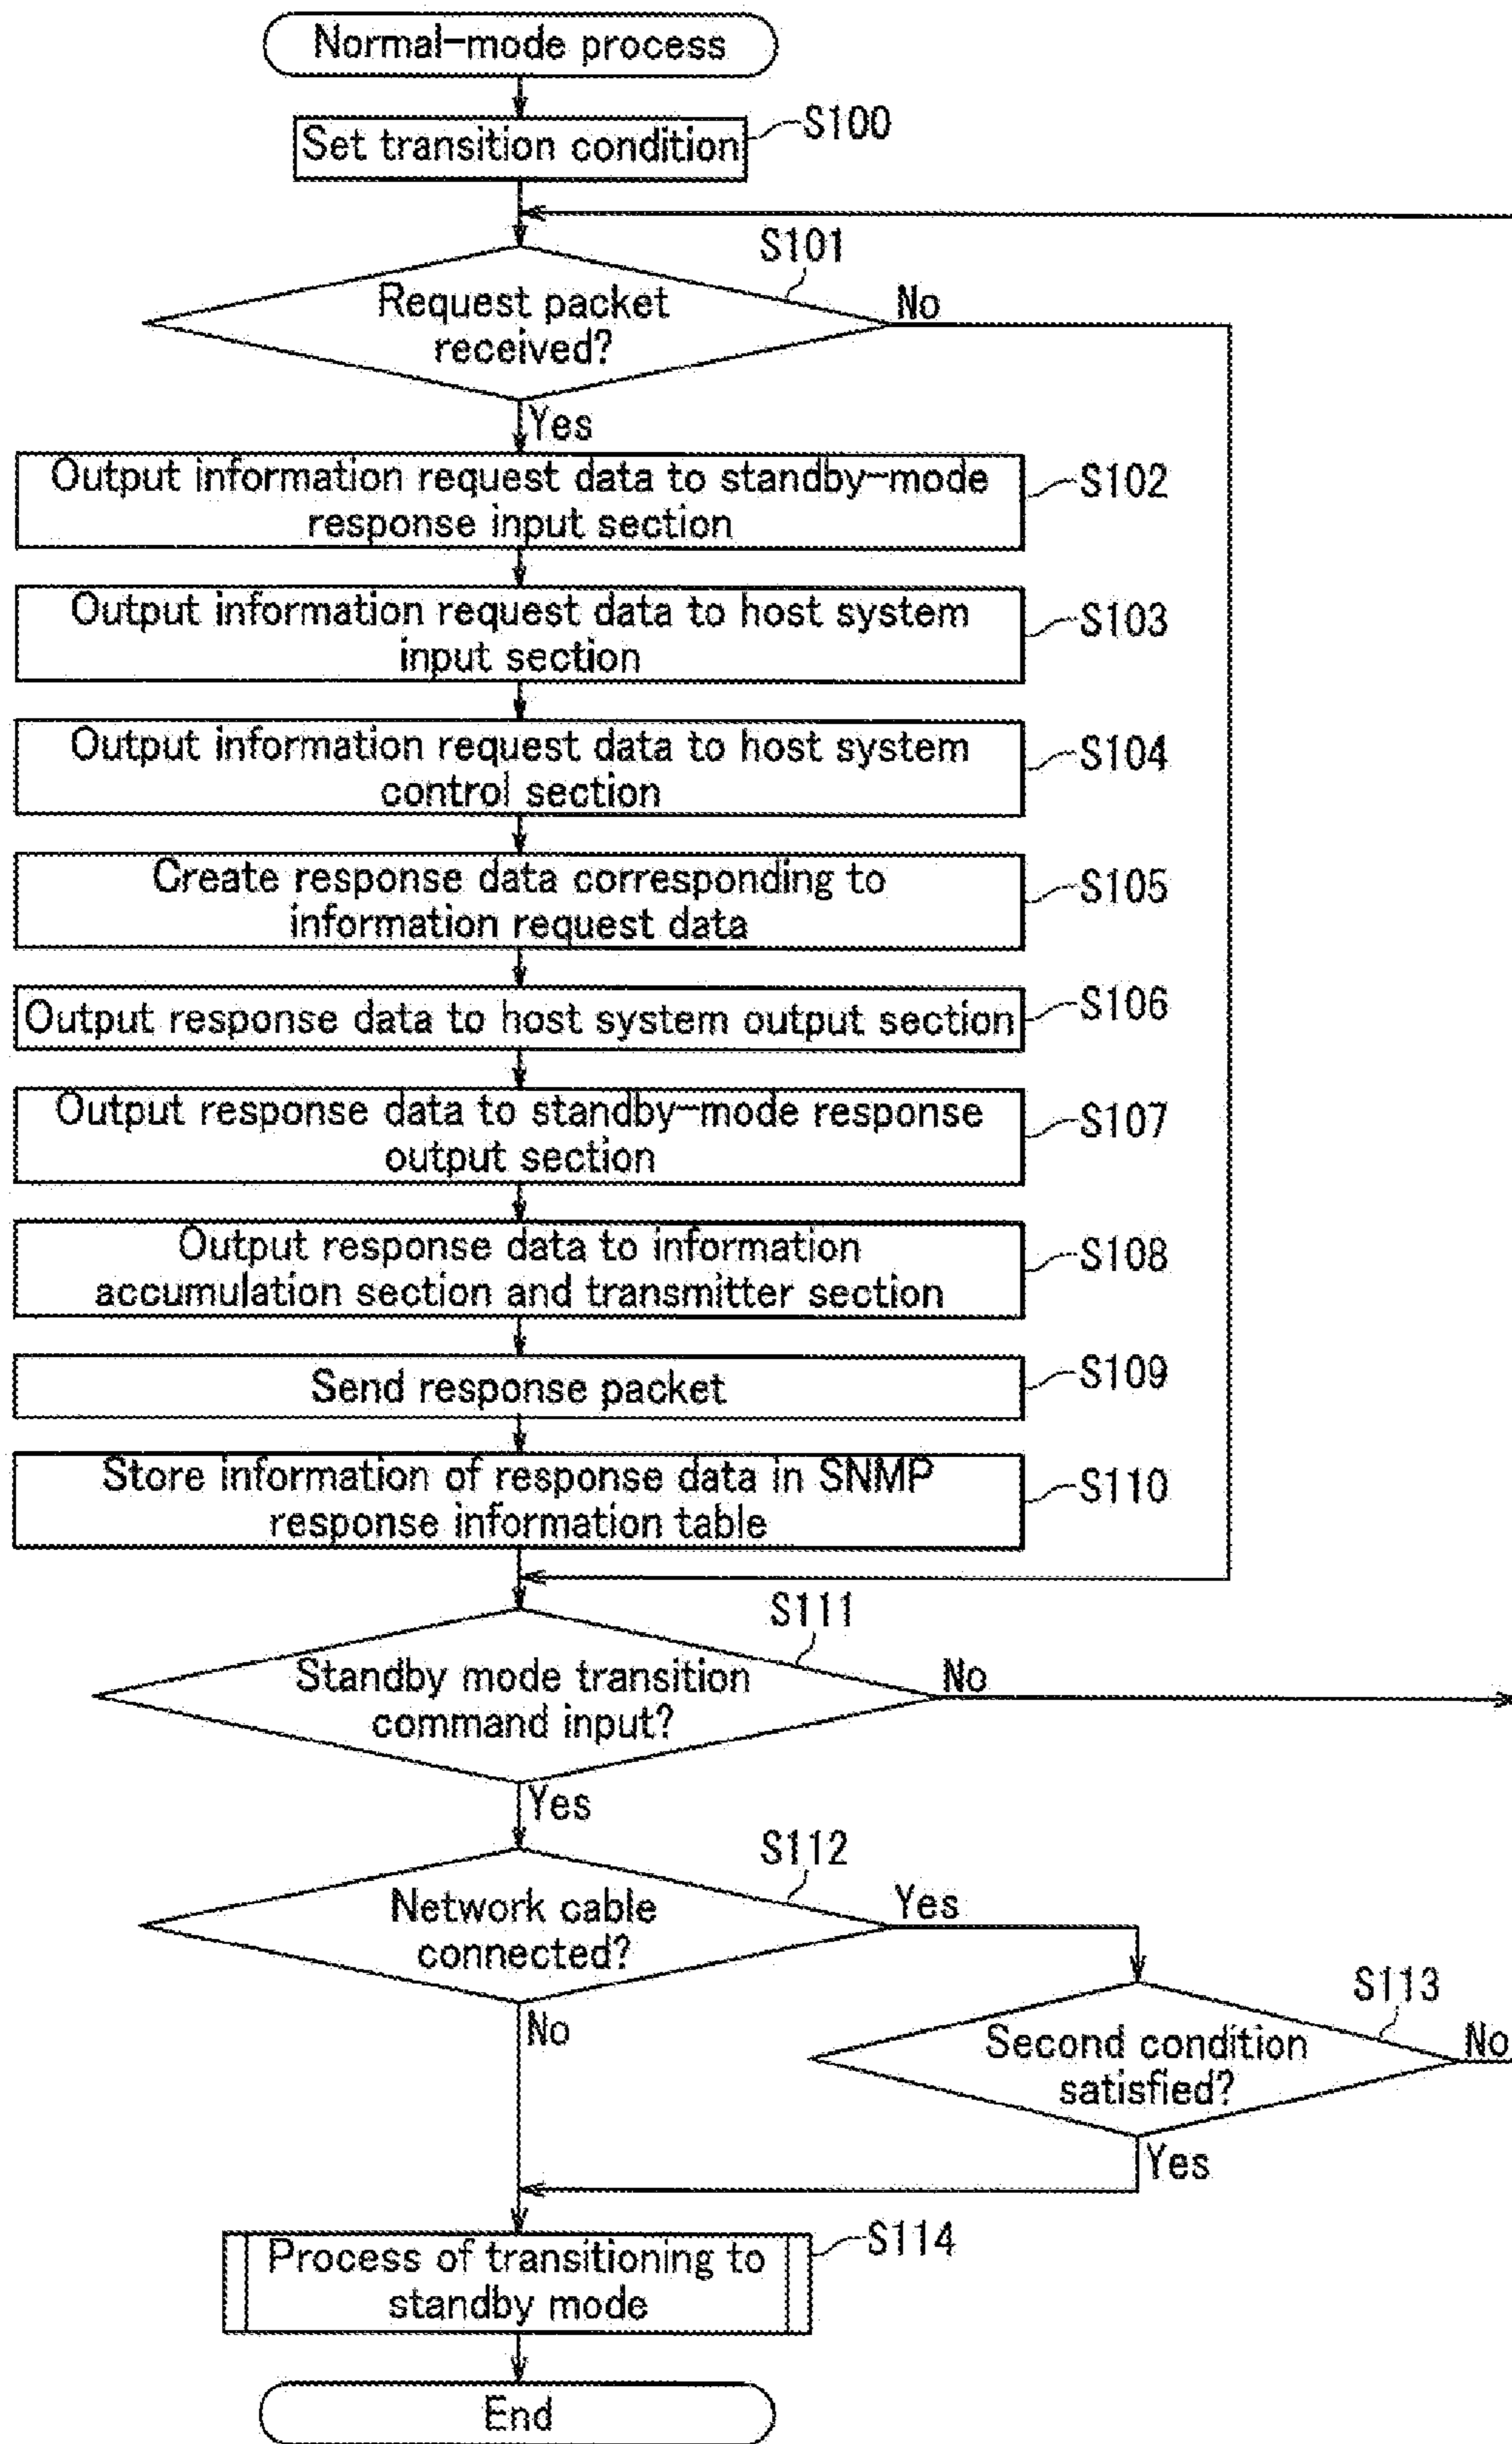 Normal-mode process
Set transition condition
S100
S101
Request packet
received?
No
Yes
Output information request data to standby-mode
response input section
S102
Output information request data to host system
input section
S103
Output information request data to host system
control section
S104
Create response data corresponding to
information request data
S105
Output response data to host system output section
S106
Output response data to standby-mode response
output section
S107
Output response data to information
accumulation section and transmitter section
S108
Send response packet
S109
Store information of response data in SNMP
response information table
S110
S111
Standby mode transition
command input?
No
Yes
S112
Network cable
connected?
Yes
No
S113
Second condition
satisfied?
No
Yes
Process of transitioning to
standby mode
S114
End